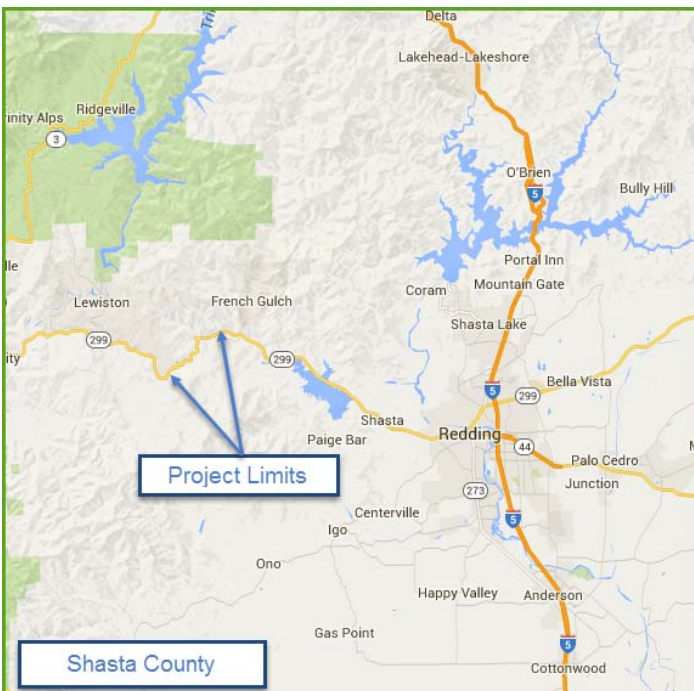 Delta
Tri
Lakehead-Lakeshore
Ridgeville
rinity Alps
3
O'Brien
5
Bully Hill
Portal Inn
lle
Mountain Gate
Coram
Lewiston
French Gulch
Shasta Lake
299
ity
299
Bella Vista
5
299
Shasta
Redding
Paige Bar
44
Palo Cedro
Project Limits
Junction
273
Centerville
5
Igo
Ono
Happy Valley
Anderson
Gas Point
5
Shasta County
Cottonwood